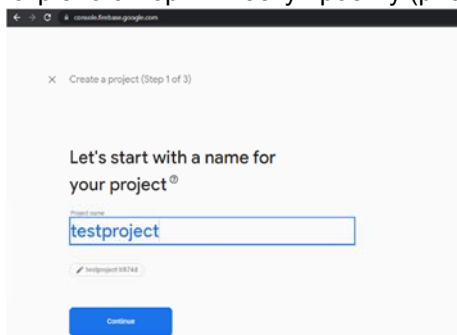 console.firebase.google.com
Create a project (Step 1 of 3)
Let's start with a name for
your project
Project name
testproject
Continue